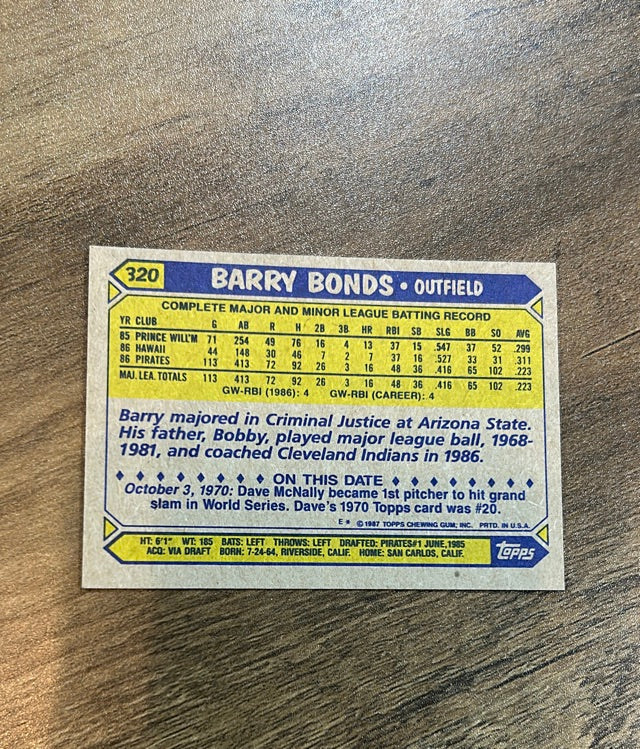 320
BARRY BONDS • OUTFIELD
COMPLETE MAJOR AND MINOR LEAGUE BATTING RECORD
YR CLUB G AB R H 2B 3B HR RBI SB SLG BB SO AVG
85 PRINCE WILL'M 71 254 49 76 16 4 13 37 15 .547 37 52 .299
86 HAWAII 44 148 30 46 7 2 7 37 16 .527 33 31 .311
86 PIRATES 113 413 72 92 26 3 16 48 36 .416 65 102 .223
MAJ. LEA. TOTALS 113 413 72 92 26 3 16 48 36 .416 65 102 .223
GW-RBI (1986): 4 GW-RBI (CAREER): 4
Barry majored in Criminal Justice at Arizona State.
His father, Bobby, played major league ball, 1968-
1981, and coached Cleveland Indians in 1986.
ON THIS DATE
October 3, 1970: Dave McNally became 1st pitcher to hit grand
slam in World Series. Dave's 1970 Topps card was #20.
E* © 1987 TOPPS CHEWING GUM, INC. PRTD. IN U.S.A.
HT: 6'1" WT: 185 BATS: LEFT THROWS: LEFT DRAFTED: PIRATES#1 JUNE,1985
ACQ: VIA DRAFT BORN: 7-24-64, RIVERSIDE, CALIF. HOME: SAN CARLOS, CALIF.
topps